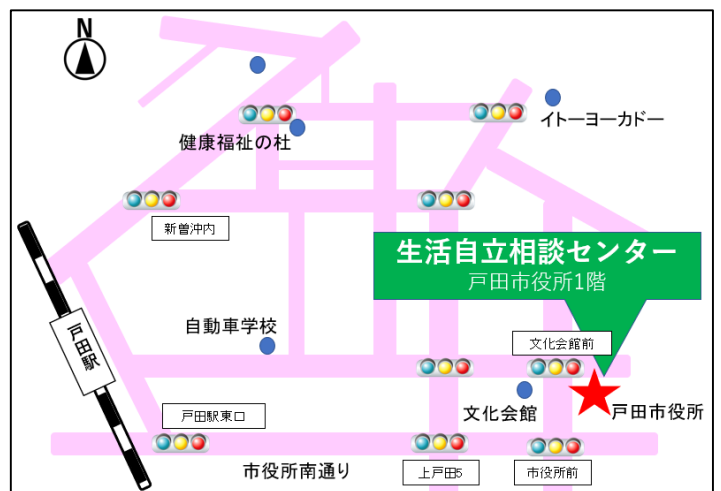 N
イトーヨーカドー
健康福祉の杜
新曽沖内
生活自立相談センター
戸田市役所1階
自動車学校
戸田駅
文化会館前
文化会館
戸田市役所
戸田駅東口
市役所南通り
上戸田5
市役所前